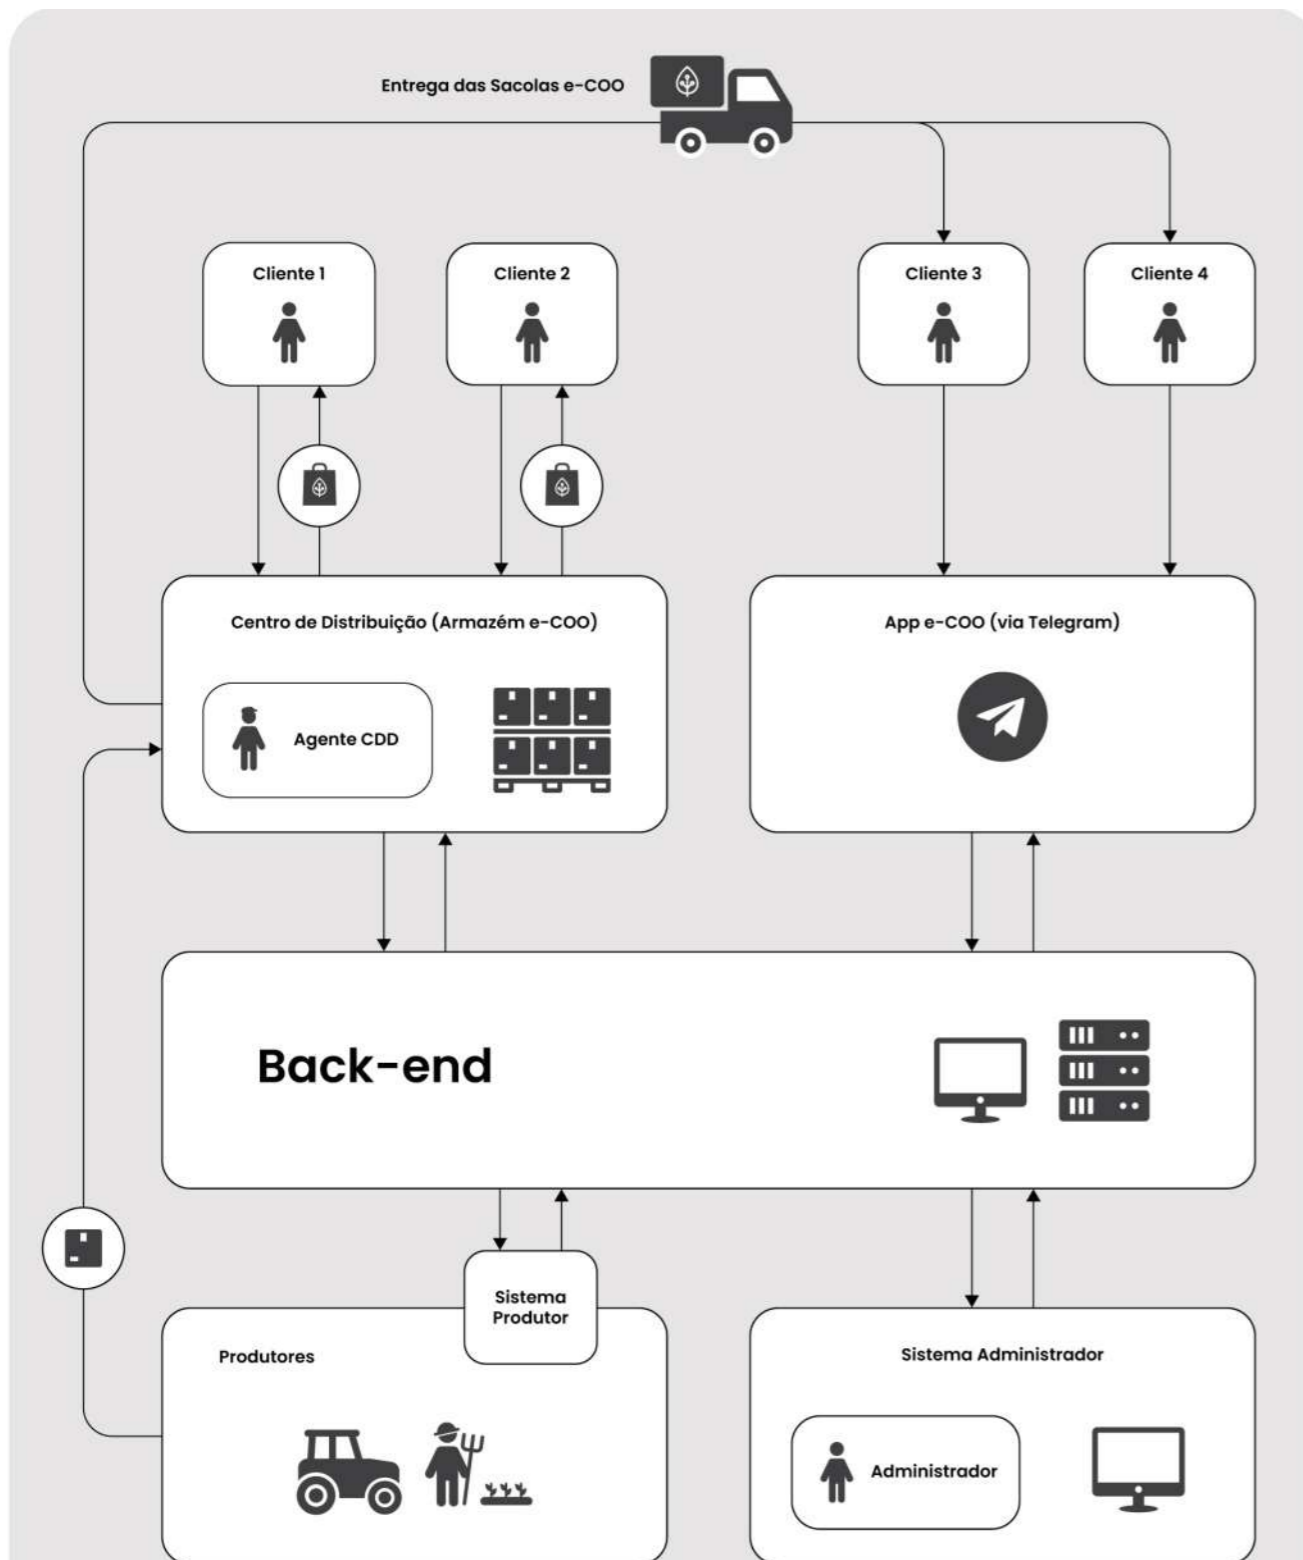 Entrega das Sacolas e-COO
Cliente 1
Cliente 2
Cliente 3
Cliente 4
Centro de Distribuição (Armazém e-COO)
Agente CDD
App e-COO (via Telegram)
Back-end
Sistema
Produtor
Produtores
Sistema Administrador
Administrador